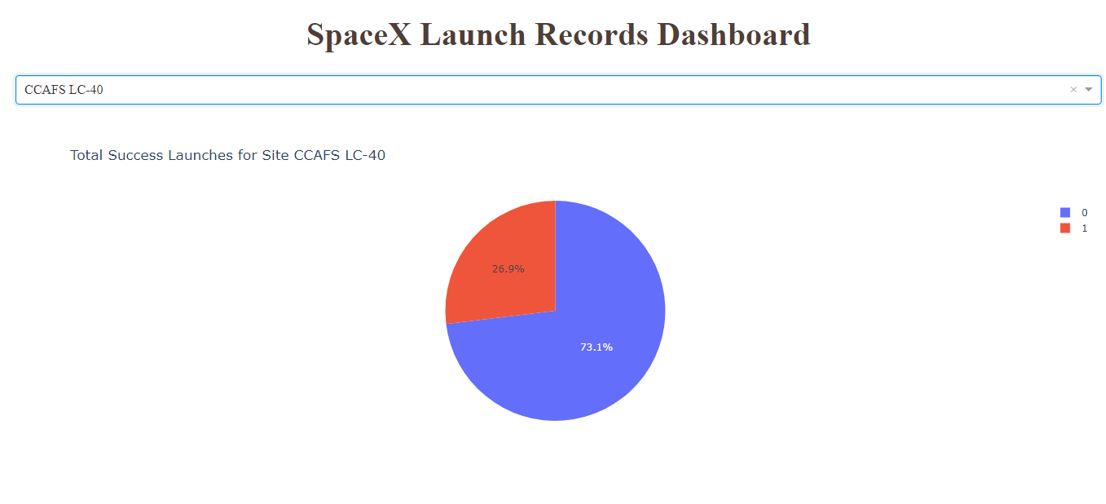 SpaceX Launch Records Dashboard
CCAFS LC-40
×
Total Success Launches for Site CCAFS LC-40
0
1
26.9%
73.1%